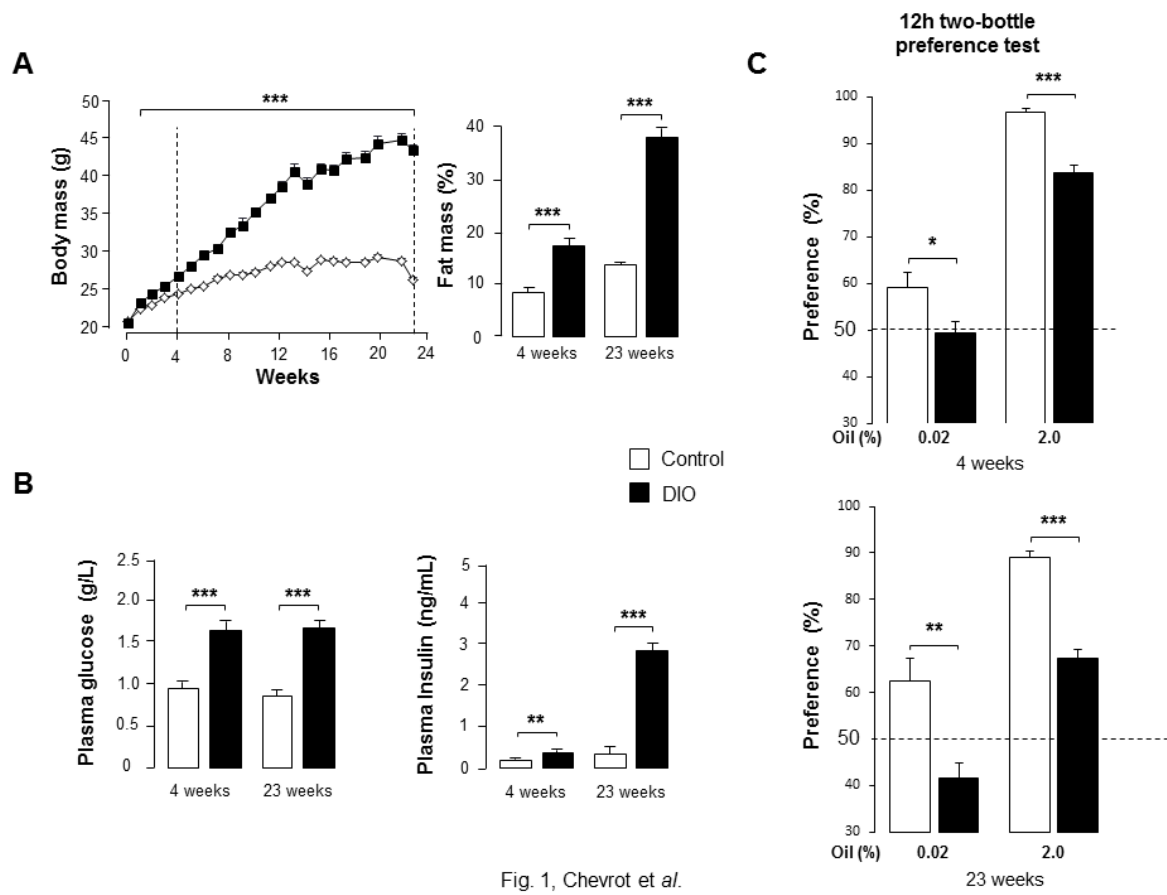 12h two-bottle
preference test
A
C
***
50
45
40
35
30
25
20
Body mass (g)
0
4
8
12
16
20
24
Weeks
***
***
40
30
20
10
0
Fat mass (%)
4 weeks
23 weeks
***
*
100
90
80
70
60
50
40
30
Preference (%)
Oil (%)
0.02
2.0
4 weeks
Control
DIO
B
***
***
2.5
2.0
1.5
1.0
0.5
0
Plasma glucose (g/L)
4 weeks
23 weeks
***
**
5
4
3
2
1
0
Plasma Insulin (ng/mL)
4 weeks
23 weeks
***
**
100
90
70
60
50
40
30
Preference (%)
Oil (%)
0.02
2.0
23 weeks
Fig. 1, Chevrot et al.